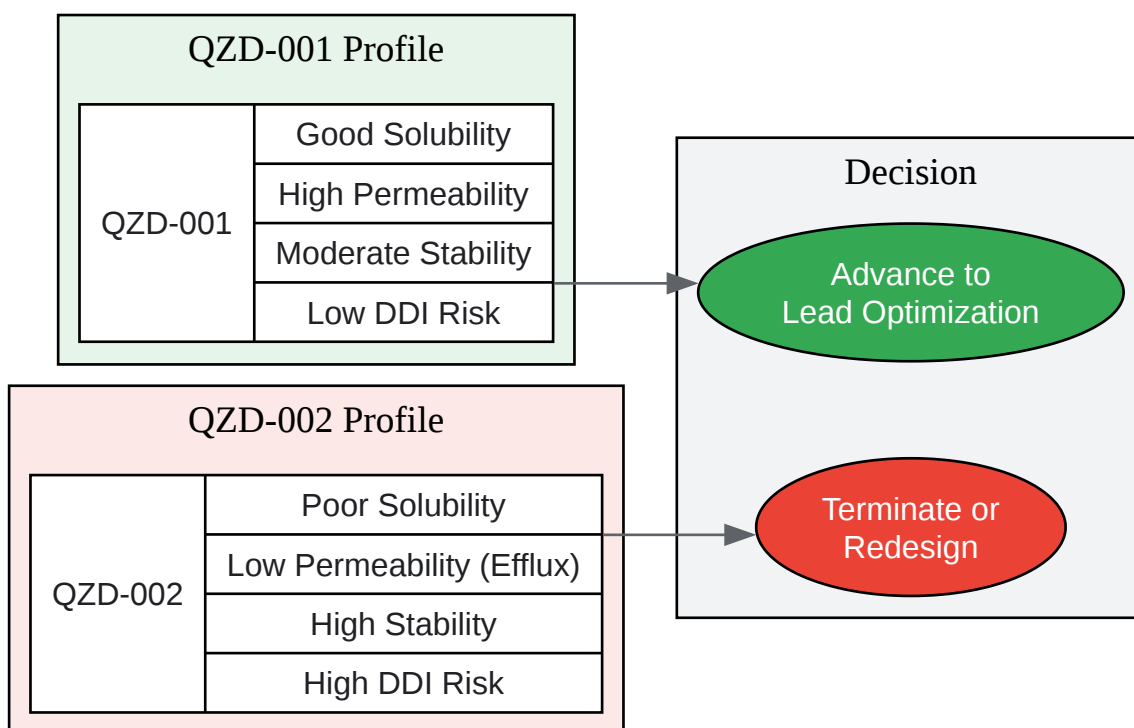 QZD-001 Profile
QZD-001
Good Solubility
High Permeability
Moderate Stability
Low DDI Risk
QZD-002 Profile
QZD-002
Poor Solubility
Low Permeability (Efflux)
High Stability
High DDI Risk
Decision
Advance to
Lead Optimization
Terminate or
Redesign